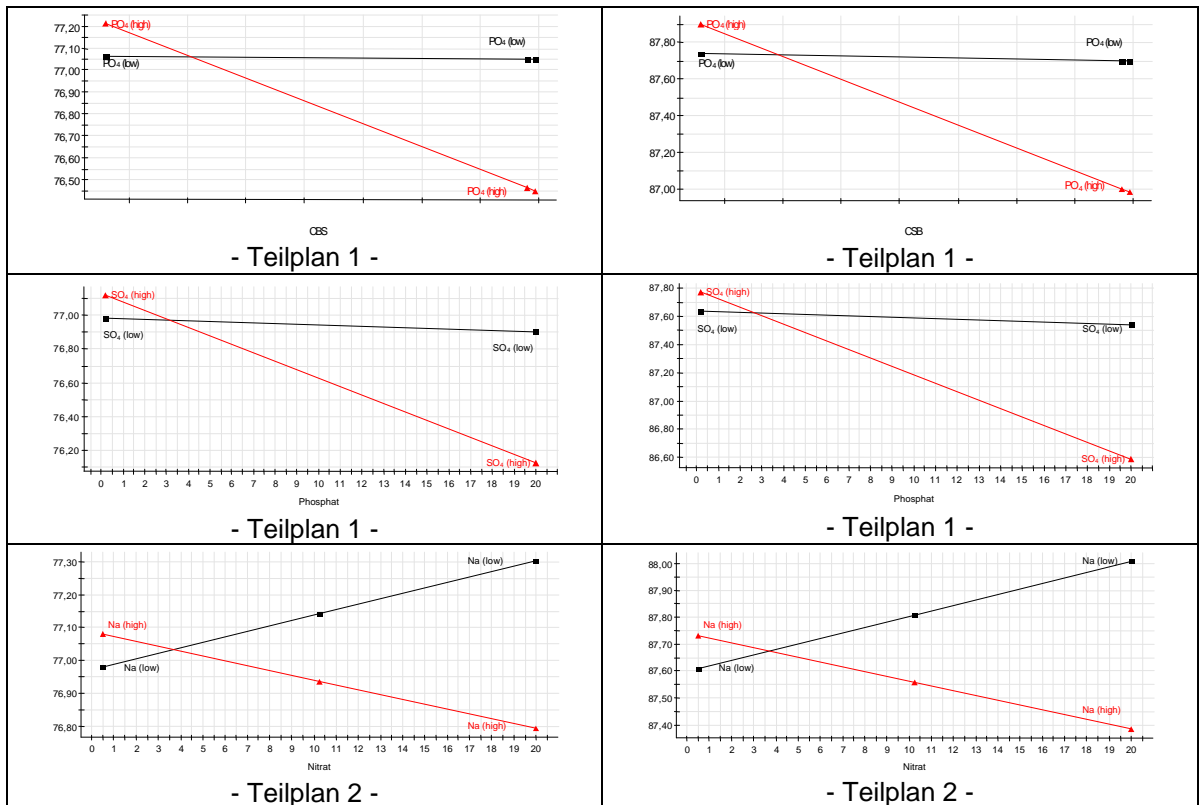 77,20
PO₄ (high)
PO₄ (low)
77,10
77,00
PO₄ (low)
76,90
76,80
76,70
76,60
76,50
PO₄ (high)
CBS
- Teilplan 1 -
PO₄ (high)
87,80
PO₄ (low)
PO₄ (low)
87,60
87,40
87,20
87,00
PO₄ (high)
CSB
- Teilplan 1 -
SO₄ (high)
77,00
SO₄ (low)
SO₄ (low)
76,80
76,60
76,40
76,20
SO₄ (high)
0 1 2 3 4 5 6 7 8 9 10 11 12 13 14 15 16 17 18 19 20
Phosphat
- Teilplan 1 -
87,80
SO₄ (high)
87,60
SO₄ (low)
SO₄ (low)
87,40
87,20
87,00
86,80
86,60
SO₄ (high)
0 1 2 3 4 5 6 7 8 9 10 11 12 13 14 15 16 17 18 19 20
Phosphat
- Teilplan 1 -
77,30
Na (low)
77,20
77,10
Na (high)
77,00
Na (low)
76,90
76,80
Na (high)
0 1 2 3 4 5 6 7 8 9 10 11 12 13 14 15 16 17 18 19 20
Nitrat
- Teilplan 2 -
88,00
Na (low)
87,90
87,80
Na (high)
87,70
87,60
Na (low)
87,50
Na (high)
87,40
0 1 2 3 4 5 6 7 8 9 10 11 12 13 14 15 16 17 18 19 20
Nitrat
- Teilplan 2 -